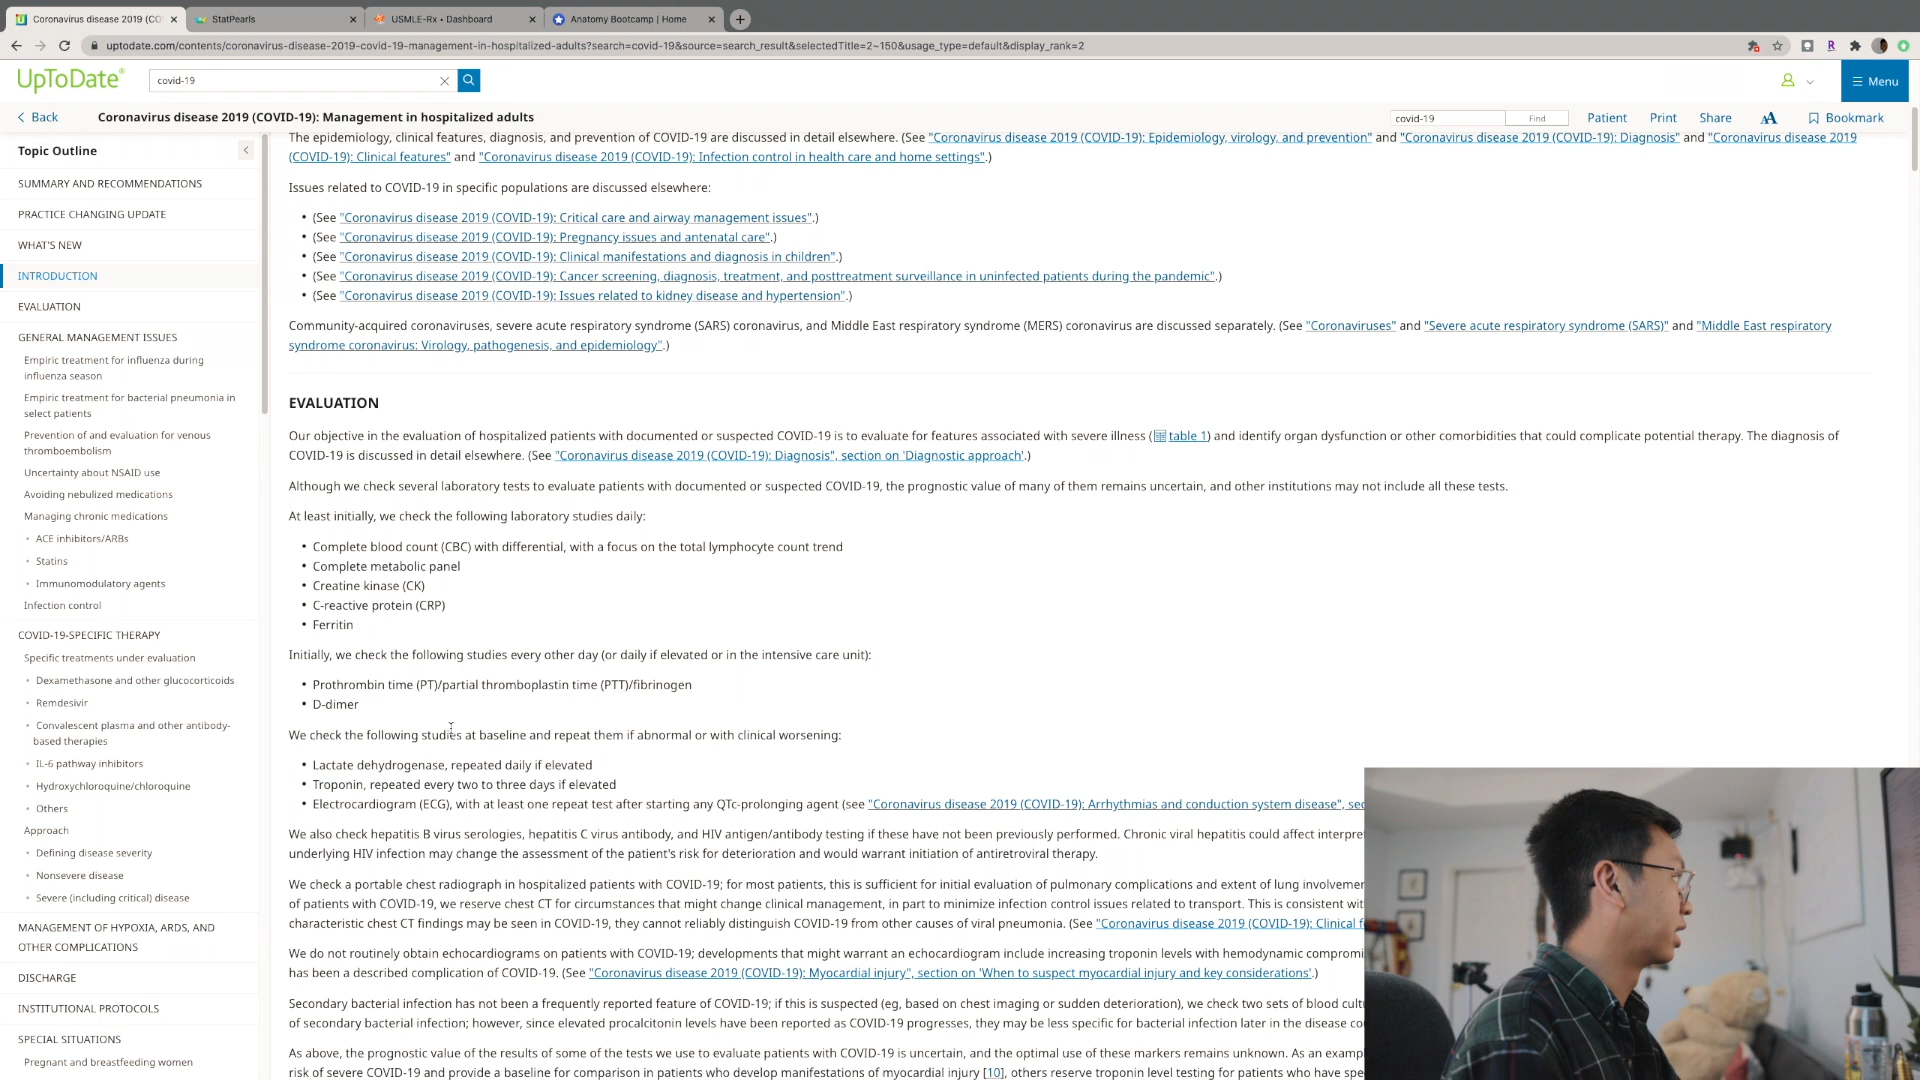 Coronavirus disease 2019 (CO
StatPearls
USMLE-Rx • Dashboard
Anatomy Bootcamp | Home
uptodate.com/contents/coronavirus-disease-2019-covid-19-management-in-hospitalized-adults?search=covid-19&source=search_result&selectedTitle=2~150&usage_type=default&display_rank=2
UpToDate®
covid-19
Menu
Back
Coronavirus disease 2019 (COVID-19): Management in hospitalized adults
covid-19
Find
Patient
Print
Share
AA
Bookmark
Topic Outline
SUMMARY AND RECOMMENDATIONS
PRACTICE CHANGING UPDATE
WHAT'S NEW
INTRODUCTION
EVALUATION
GENERAL MANAGEMENT ISSUES
Empiric treatment for influenza during
influenza season
Empiric treatment for bacterial pneumonia in
select patients
Prevention of and evaluation for venous
thromboembolism
Uncertainty about NSAID use
Avoiding nebulized medications
Managing chronic medications
• ACE inhibitors/ARBs
• Statins
• Immunomodulatory agents
Infection control
COVID-19-SPECIFIC THERAPY
Specific treatments under evaluation
• Dexamethasone and other glucocorticoids
• Remdesivir
• Convalescent plasma and other antibody-
based therapies
• IL-6 pathway inhibitors
• Hydroxychloroquine/chloroquine
• Others
Approach
• Defining disease severity
• Nonsevere disease
• Severe (including critical) disease
MANAGEMENT OF HYPOXIA, ARDS, AND
OTHER COMPLICATIONS
DISCHARGE
INSTITUTIONAL PROTOCOLS
SPECIAL SITUATIONS
Pregnant and breastfeeding women
The epidemiology, clinical features, diagnosis, and prevention of COVID-19 are discussed in detail elsewhere. (See "Coronavirus disease 2019 (COVID-19): Epidemiology, virology, and prevention" and "Coronavirus disease 2019 (COVID-19): Diagnosis" and "Coronavirus disease 2019
(COVID-19): Clinical features" and "Coronavirus disease 2019 (COVID-19): Infection control in health care and home settings".)
Issues related to COVID-19 in specific populations are discussed elsewhere:
• (See "Coronavirus disease 2019 (COVID-19): Critical care and airway management issues".)
• (See "Coronavirus disease 2019 (COVID-19): Pregnancy issues and antenatal care".)
• (See "Coronavirus disease 2019 (COVID-19): Clinical manifestations and diagnosis in children".)
• (See "Coronavirus disease 2019 (COVID-19): Cancer screening, diagnosis, treatment, and posttreatment surveillance in uninfected patients during the pandemic".)
• (See "Coronavirus disease 2019 (COVID-19): Issues related to kidney disease and hypertension".)
Community-acquired coronaviruses, severe acute respiratory syndrome (SARS) coronavirus, and Middle East respiratory syndrome (MERS) coronavirus are discussed separately. (See "Coronaviruses" and "Severe acute respiratory syndrome (SARS)" and "Middle East respiratory
syndrome coronavirus: Virology, pathogenesis, and epidemiology".)
EVALUATION
Our objective in the evaluation of hospitalized patients with documented or suspected COVID-19 is to evaluate for features associated with severe illness (table 1) and identify organ dysfunction or other comorbidities that could complicate potential therapy. The diagnosis of
COVID-19 is discussed in detail elsewhere. (See "Coronavirus disease 2019 (COVID-19): Diagnosis", section on 'Diagnostic approach'.)
Although we check several laboratory tests to evaluate patients with documented or suspected COVID-19, the prognostic value of many of them remains uncertain, and other institutions may not include all these tests.
At least initially, we check the following laboratory studies daily:
• Complete blood count (CBC) with differential, with a focus on the total lymphocyte count trend
• Complete metabolic panel
• Creatine kinase (CK)
• C-reactive protein (CRP)
• Ferritin
Initially, we check the following studies every other day (or daily if elevated or in the intensive care unit):
• Prothrombin time (PT)/partial thromboplastin time (PTT)/fibrinogen
• D-dimer
We check the following studies at baseline and repeat them if abnormal or with clinical worsening:
• Lactate dehydrogenase, repeated daily if elevated
• Troponin, repeated every two to three days if elevated
• Electrocardiogram (ECG), with at least one repeat test after starting any QTc-prolonging agent (see "Coronavirus disease 2019 (COVID-19): Arrhythmias and conduction system disease", sec
We also check hepatitis B virus serologies, hepatitis C virus antibody, and HIV antigen/antibody testing if these have not been previously performed. Chronic viral hepatitis could affect interpre
underlying HIV infection may change the assessment of the patient's risk for deterioration and would warrant initiation of antiretroviral therapy.
We check a portable chest radiograph in hospitalized patients with COVID-19; for most patients, this is sufficient for initial evaluation of pulmonary complications and extent of lung involvemen
of patients with COVID-19, we reserve chest CT for circumstances that might change clinical management, in part to minimize infection control issues related to transport. This is consistent wit
characteristic chest CT findings may be seen in COVID-19, they cannot reliably distinguish COVID-19 from other causes of viral pneumonia. (See "Coronavirus disease 2019 (COVID-19): Clinical f
We do not routinely obtain echocardiograms on patients with COVID-19; developments that might warrant an echocardiogram include increasing troponin levels with hemodynamic compromi
has been a described complication of COVID-19. (See "Coronavirus disease 2019 (COVID-19): Myocardial injury", section on 'When to suspect myocardial injury and key considerations'.)
Secondary bacterial infection has not been a frequently reported feature of COVID-19; if this is suspected (eg, based on chest imaging or sudden deterioration), we check two sets of blood cult
of secondary bacterial infection; however, since elevated procalcitonin levels have been reported as COVID-19 progresses, they may be less specific for bacterial infection later in the disease co
As above, the prognostic value of the results of some of the tests we use to evaluate patients with COVID-19 is uncertain, and the optimal use of these markers remains unknown. As an exampl
risk of severe COVID-19 and provide a baseline for comparison in patients who develop manifestations of myocardial injury [10], others reserve troponin level testing for patients who have spe